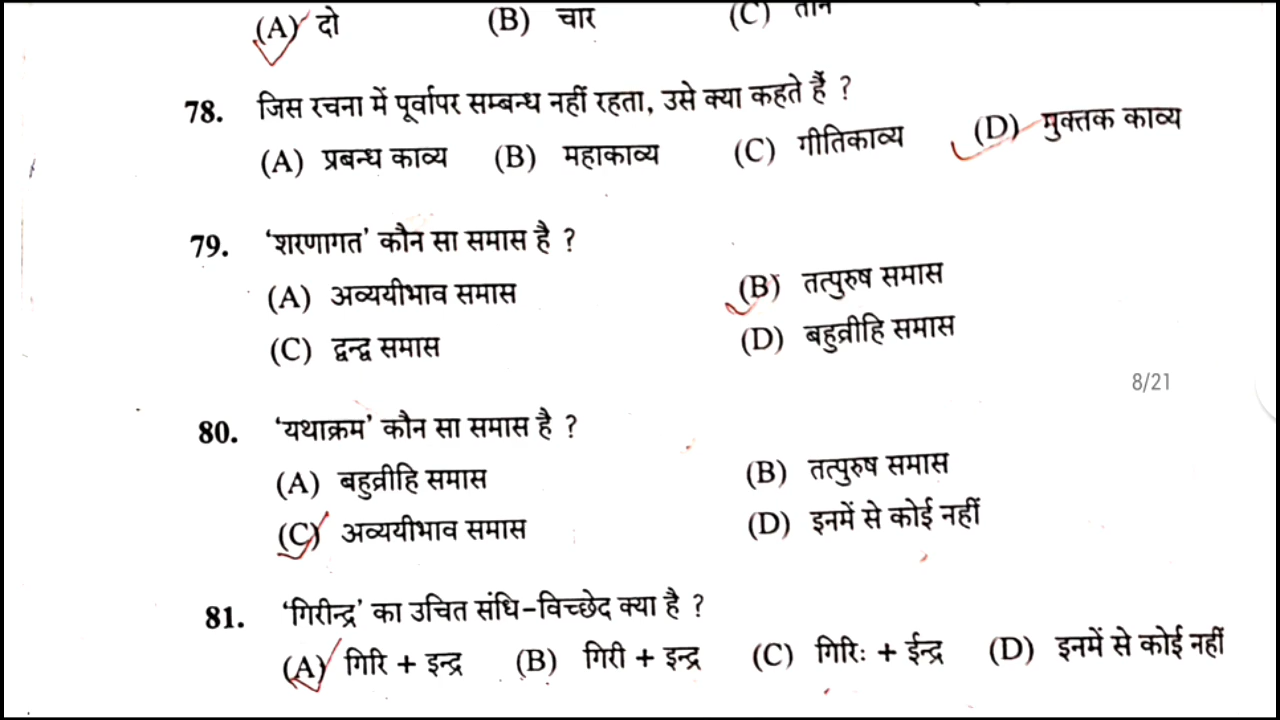 (A) दो (B) चार (C) तीन
78. जिस रचना में पूर्वापर सम्बन्ध नहीं रहता, उसे क्या कहते हैं ?
(A) प्रबन्ध काव्य (B) महाकाव्य (C) गीतिकाव्य (D) मुक्तक काव्य
79. ‘शरणागत’ कौन सा समास है ?
(A) अव्ययीभाव समास (B) तत्पुरुष समास
(C) द्वन्द्व समास (D) बहुव्रीहि समास
8/21
80. ‘यथाक्रम’ कौन सा समास है ?
(A) बहुव्रीहि समास (B) तत्पुरुष समास
(C) अव्ययीभाव समास (D) इनमें से कोई नहीं
81. ‘गिरीन्द्र’ का उचित संधि-विच्छेद क्या है ?
(A) गिरि + इन्द्र (B) गिरी + इन्द्र (C) गिरिः + ईन्द्र (D) इनमें से कोई नहीं